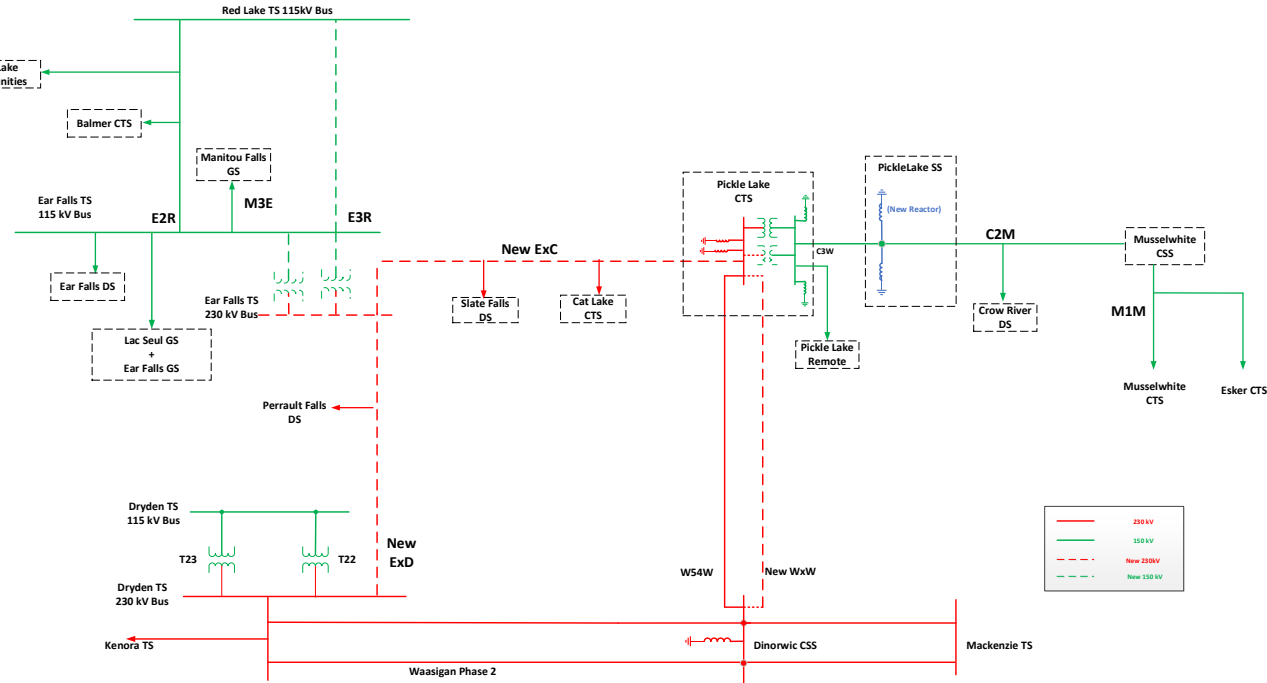 Red Lake TS 115kV Bus
Lake
Balmer CTS
Manitou Falls
GS
M3E
Ear Falls TS
115 kV Bus
E2R
E3R
Ear Falls DS
Lac Seul GS
+
Ear Falls GS
Ear Falls TS
230 kV Bus
New ExC
Slate Falls
DS
Cat Lake
CTS
Pickle Lake
CTS
C3W
Pickle Lake
Remote
PickleLake SS
(New Reactor)
C2M
Crow River
DS
Musselwhite
CSS
M1M
Musselwhite
CTS
Esker CTS
Perrault Falls
DS
Dryden TS
115 kV Bus
T23
T22
New
ExD
Dryden TS
230 kV Bus
Kenora TS
Waasigan Phase 2
W54W
New WxW
Dinorwic CSS
Mackenzie TS
230 kV
150 kV
New 230kV
New 150 kV